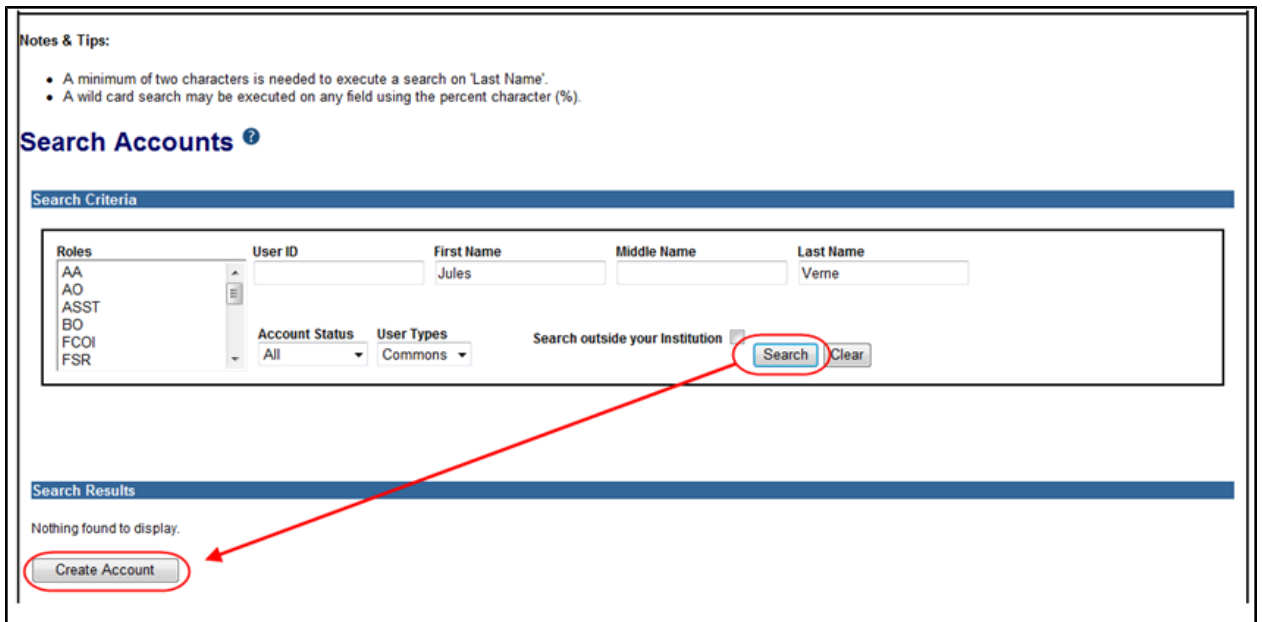 Notes & Tips:
• A minimum of two characters is needed to execute a search on 'Last Name'.
• A wild card search may be executed on any field using the percent character (%).
Search Accounts ?
Search Criteria
Roles User ID First Name Middle Name Last Name
AA Jules Verne
AO
ASST
BO
FCOI
FSR
Account Status User Types Search outside your Institution
All Commons Search Clear
Search Results
Nothing found to display.
Create Account